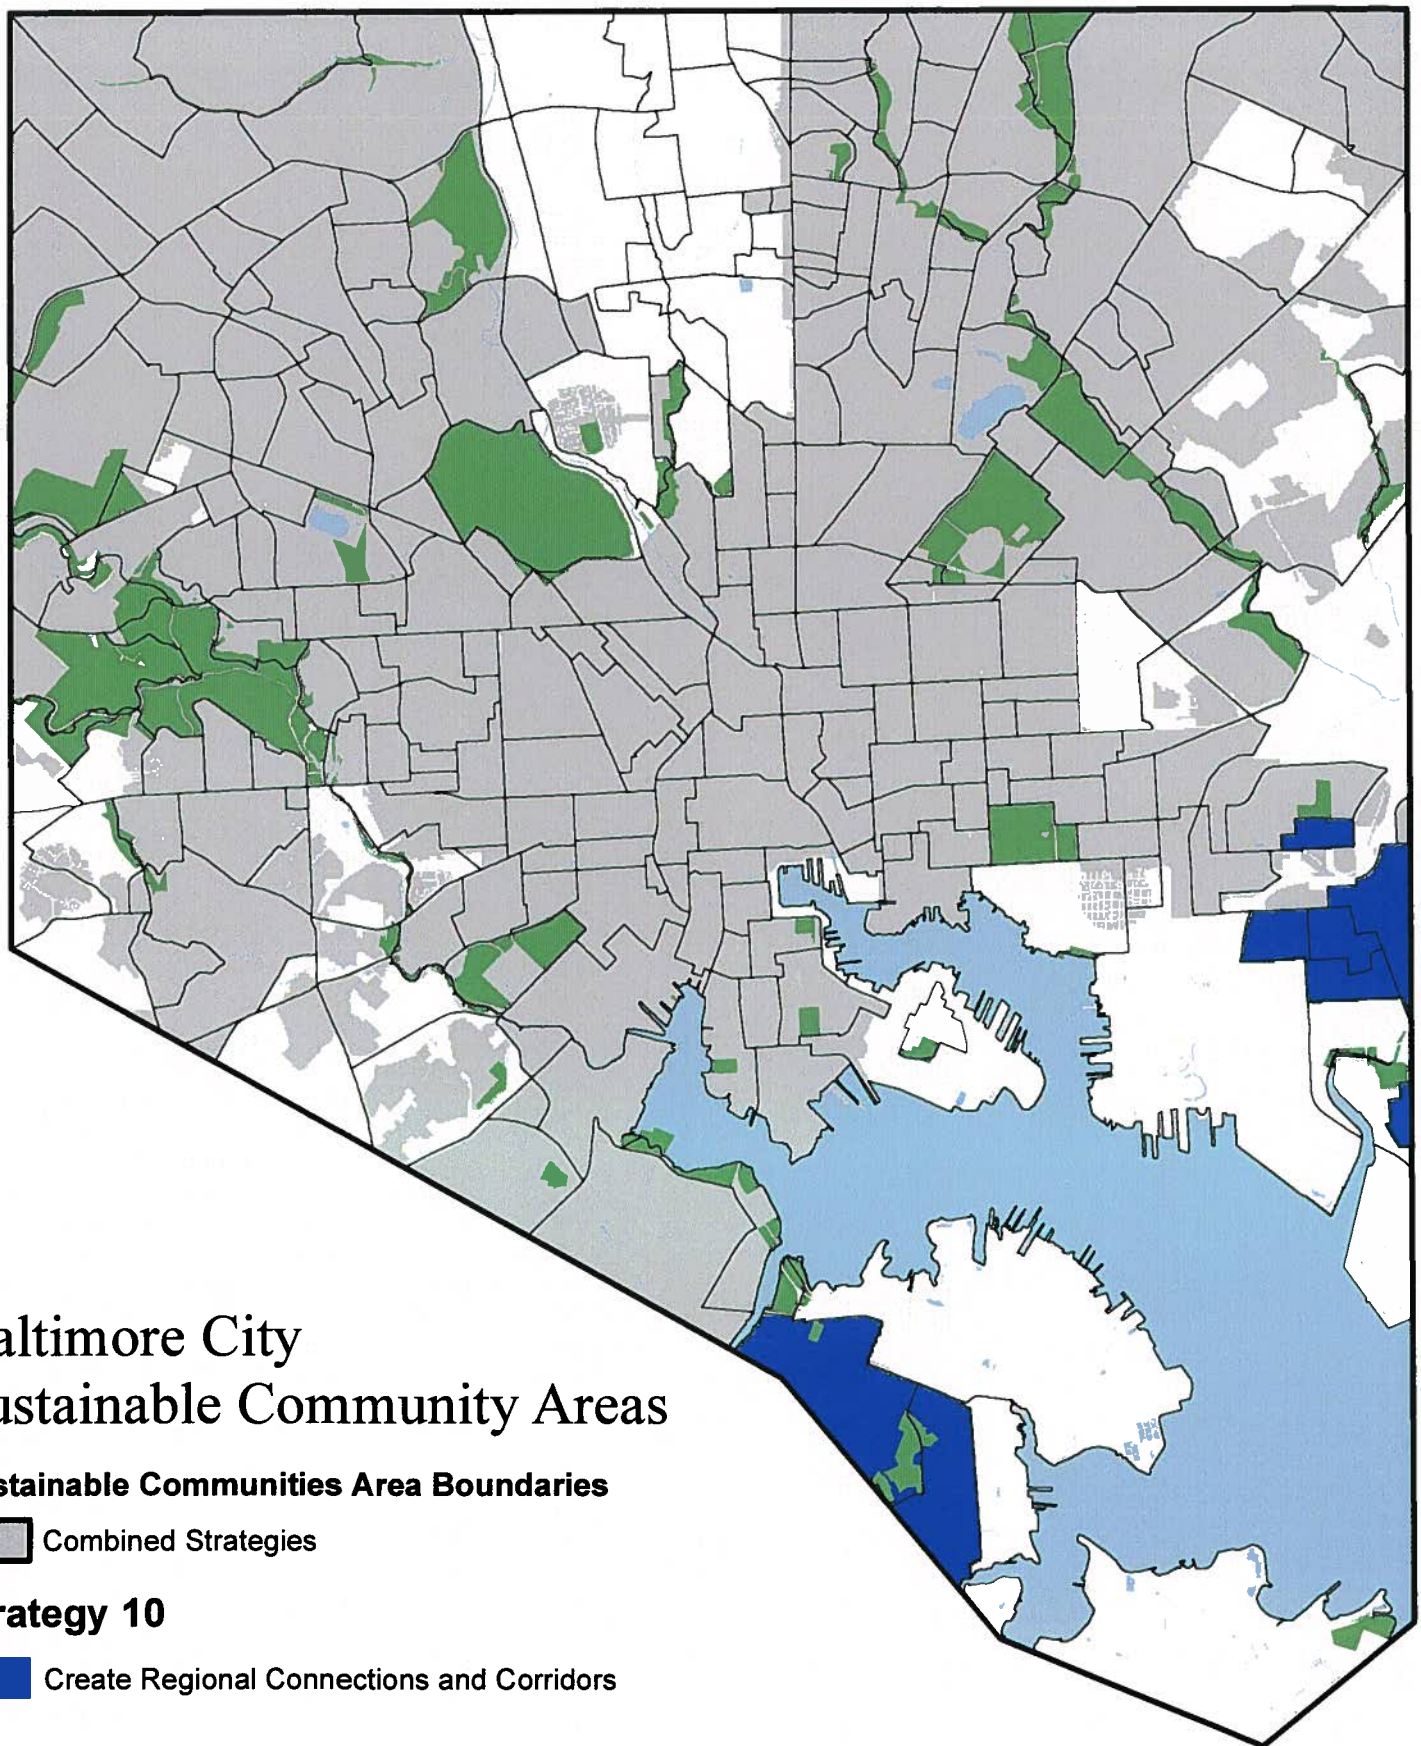 altimore City
ustainable Community Areas
stainable Communities Area Boundaries
Combined Strategies
rategy 10
Create Regional Connections and Corridors